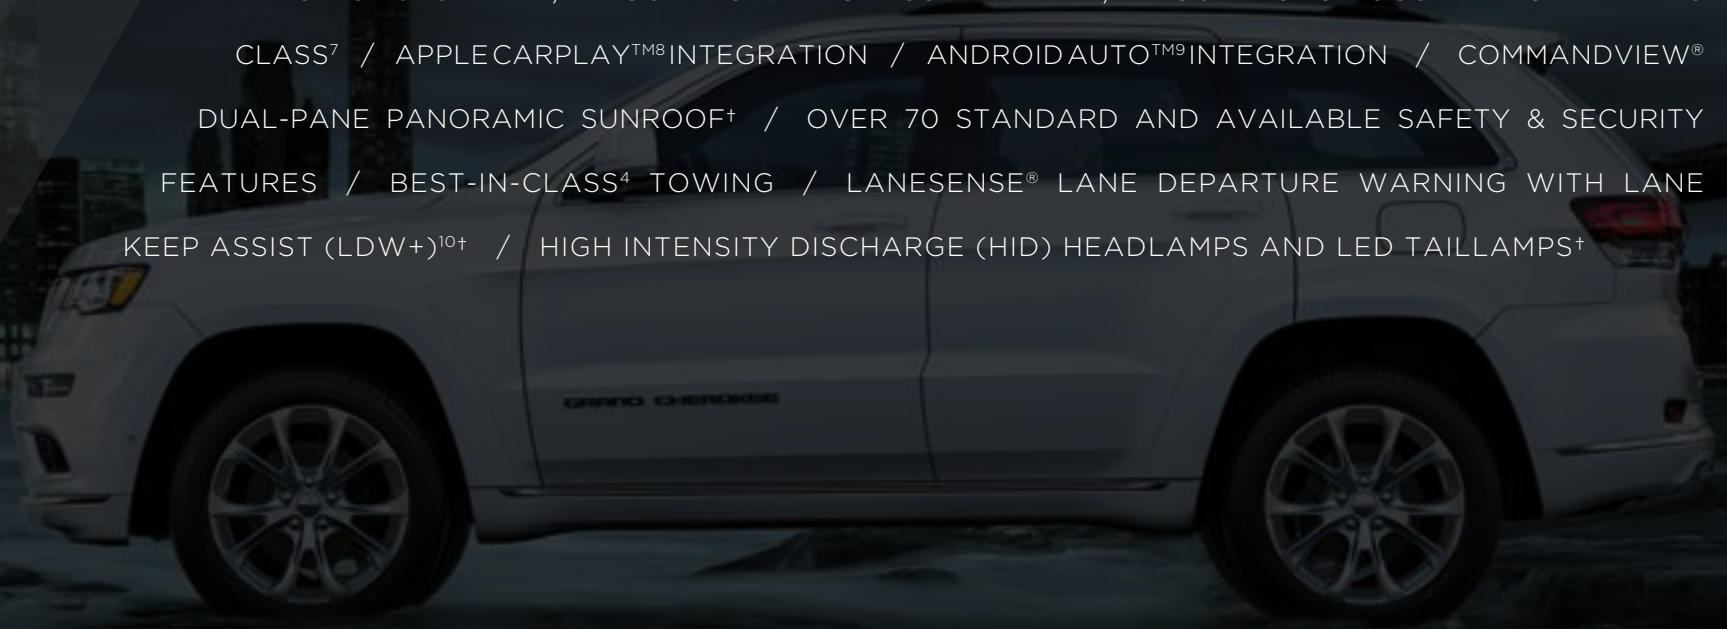 CLASS⁷ / APPLE CARPLAY™⁸ INTEGRATION / ANDROID AUTO™⁹ INTEGRATION / COMMANDVIEW®
DUAL-PANE PANORAMIC SUNROOF† / OVER 70 STANDARD AND AVAILABLE SAFETY & SECURITY
FEATURES / BEST-IN-CLASS⁴ TOWING / LANESENSE® LANE DEPARTURE WARNING WITH LANE
KEEP ASSIST (LDW+)¹⁰† / HIGH INTENSITY DISCHARGE (HID) HEADLAMPS AND LED TAILLAMPS†
GRAND CHEROKEE